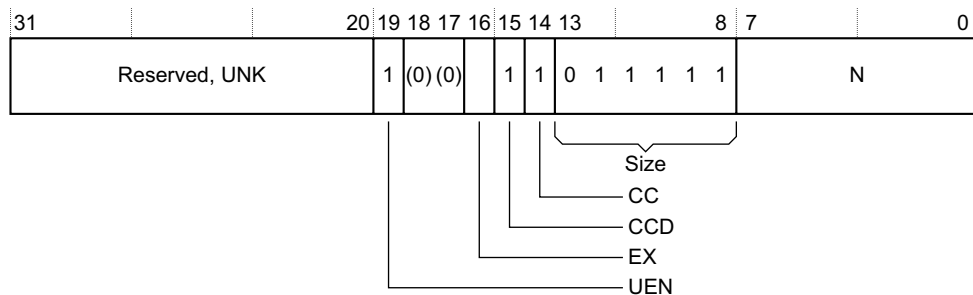 31 20 19 18 17 16 15 14 13 8 7 0
Reserved, UNK 1 (0) (0) 1 1 0 1 1 1 1 1 N
Size
CC
CCD
EX
UEN